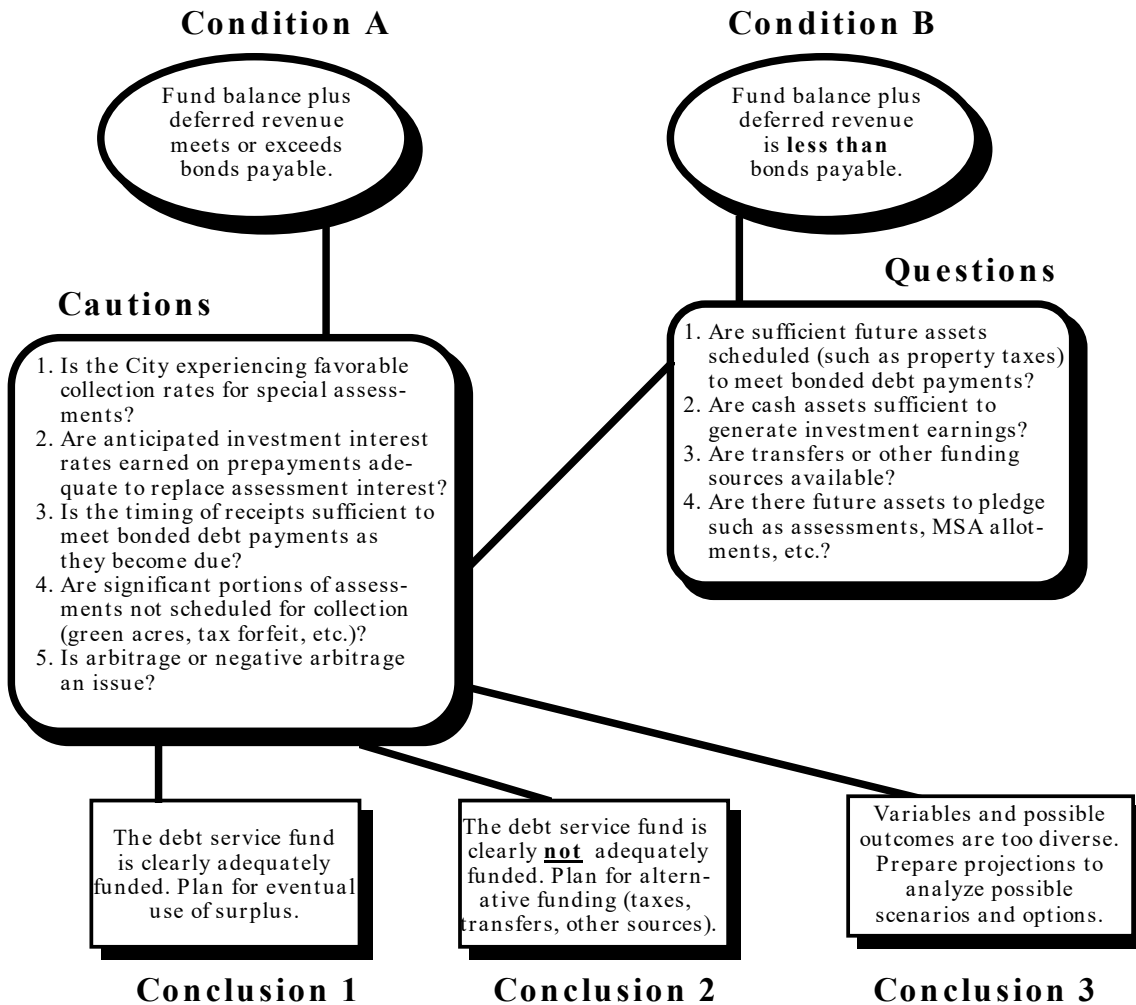 Condition A
Condition B
Fund balance plus
deferred revenue
meets or exceeds
bonds payable.
Fund balance plus
deferred revenue
is less than
bonds payable.
Cautions
1. Is the City experiencing favorable
collection rates for special assess-
ments?
2. Are anticipated investment interest
rates earned on prepayments ade-
quate to replace assessment interest?
3. Is the timing of receipts sufficient to
meet bonded debt payments as
they become due?
4. Are significant portions of assess-
ments not scheduled for collection
(green acres, tax forfeit, etc.)?
5. Is arbitrage or negative arbitrage
an issue?
Questions
1. Are sufficient future assets
scheduled (such as property taxes)
to meet bonded debt payments?
2. Are cash assets sufficient to
generate investment earnings?
3. Are transfers or other funding
sources available?
4. Are there future assets to pledge
such as assessments, MSA allot-
ments, etc.?
The debt service fund
is clearly adequately
funded. Plan for eventual
use of surplus.
Conclusion 1
The debt service fund is
clearly not adequately
funded. Plan for altern-
ative funding (taxes,
transfers, other sources).
Conclusion 2
Variables and possible
outcomes are too diverse.
Prepare projections to
analyze possible
scenarios and options.
Conclusion 3